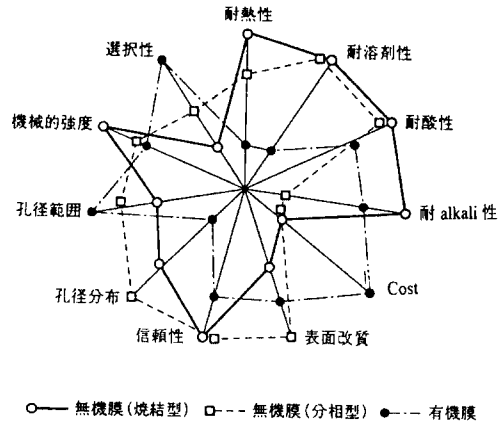 耐熱性
耐溶剤性
耐酸性
耐 alkali 性
Cost
表面改質
信頼性
孔径分布
孔径範囲
機械的強度
選択性
無機膜(焼結型) 無機膜(分相型) 有機膜